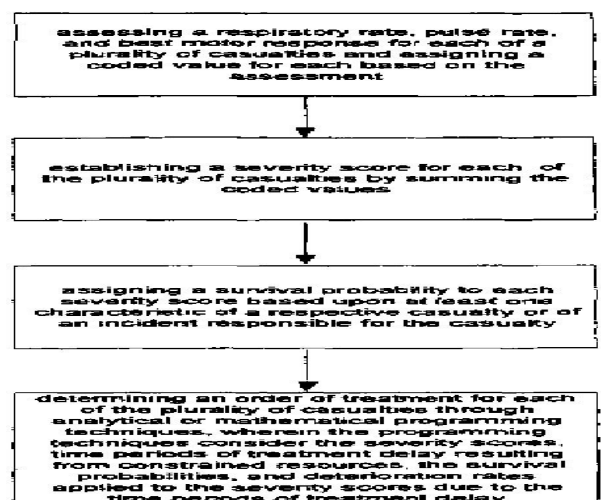 assessing a respiratory rate, pulse rate,
and best motor response for each of a
plurality of casualties and assigning a
coded value for each based on the
assessment
establishing a severity score for each of
the plurality of casualties by summing the
coded values
assigning a survival probability to each
severity score based upon at least one
characteristic of a respective casualty or of
an incident responsible for the casualty
determining an order of treatment for each
of the plurality of casualties through
analytical or mathematical programming
techniques, wherein the programming
techniques consider the severity scores,
time periods of treatment delay resulting
from constrained resources, the survival
probabilities, and deterioration rates
applied to the severity scores due to the
time periods of treatment delay